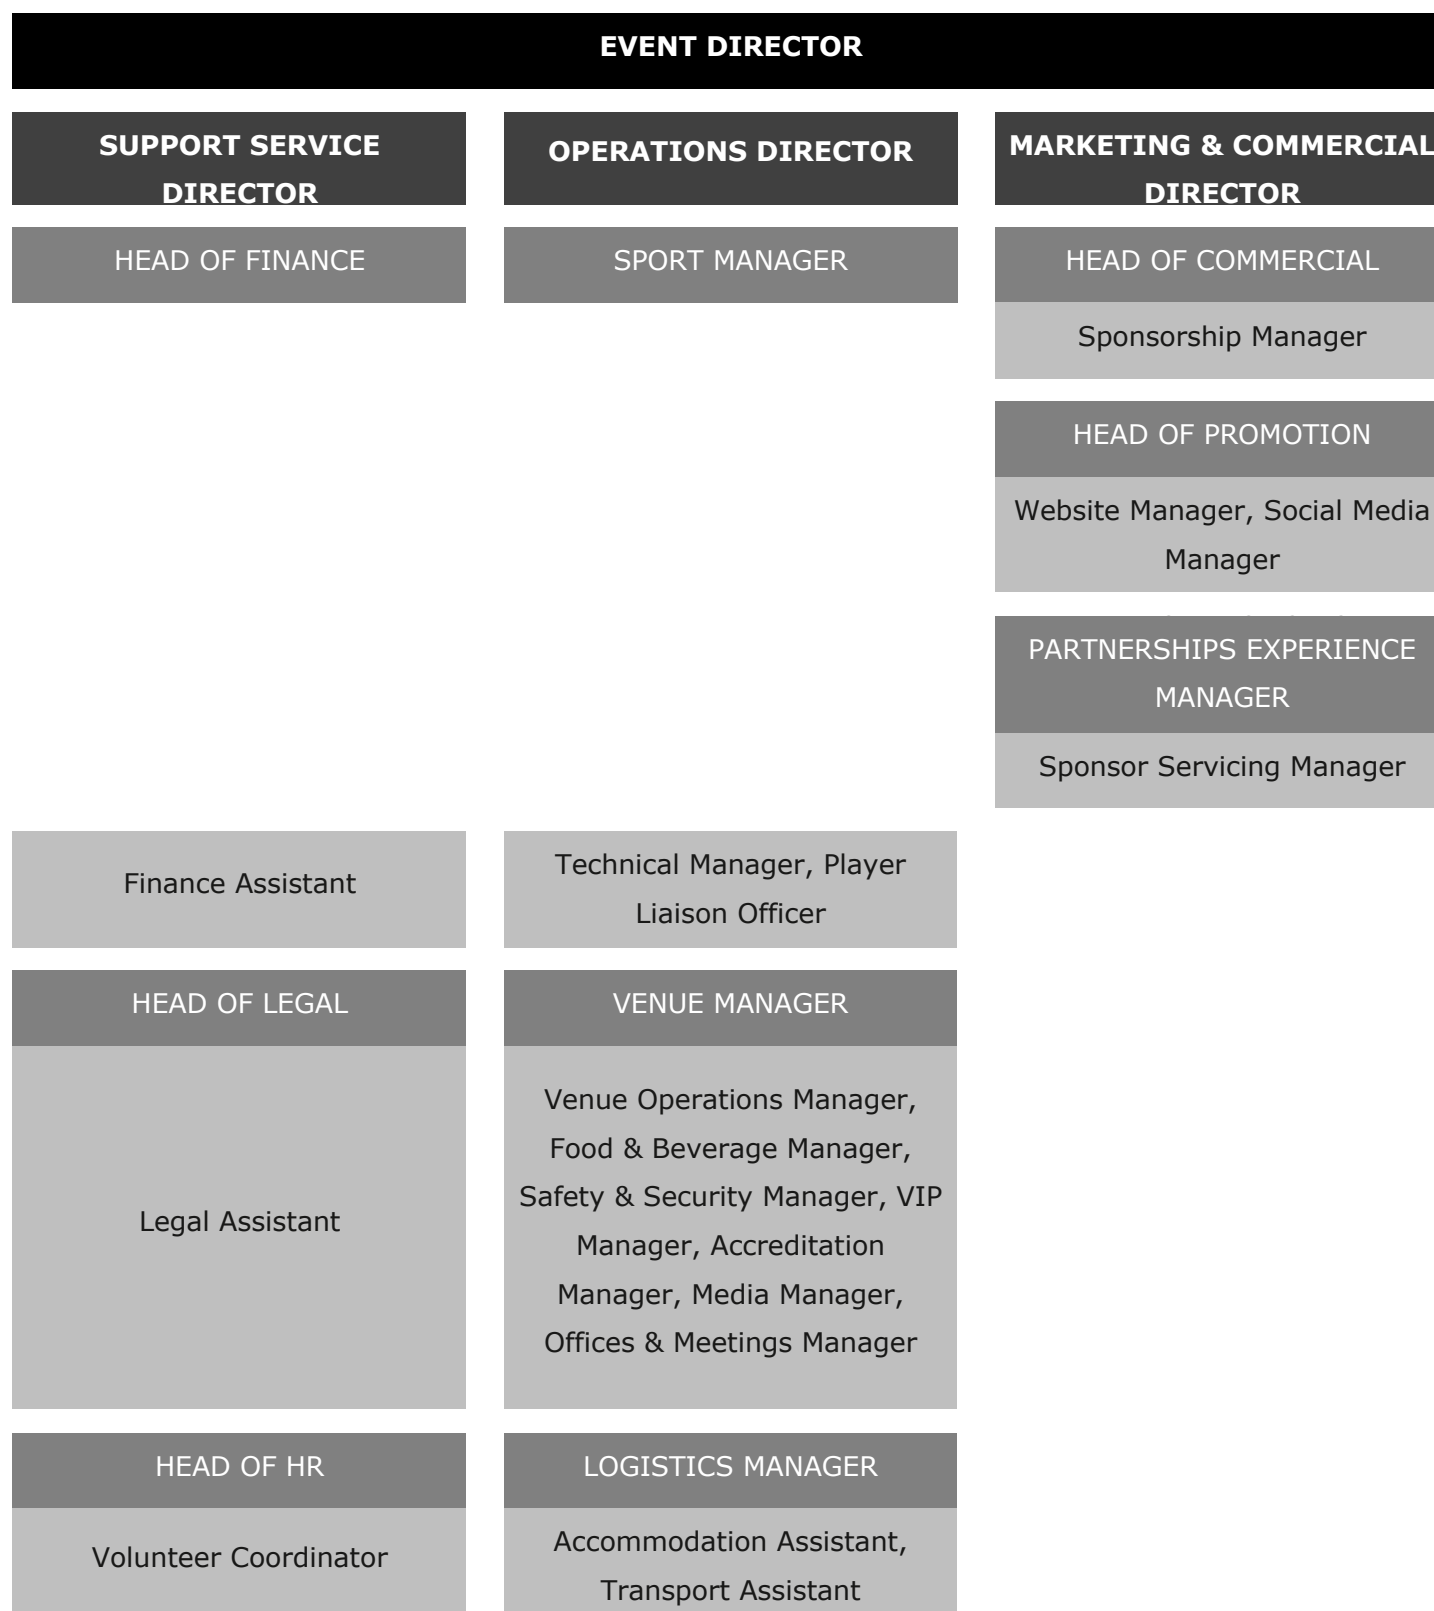 EVENT DIRECTOR
SUPPORT SERVICE
DIRECTOR
OPERATIONS DIRECTOR
MARKETING & COMMERCIAL
DIRECTOR
HEAD OF FINANCE
SPORT MANAGER
HEAD OF COMMERCIAL
Sponsorship Manager
HEAD OF PROMOTION
Website Manager, Social Media
Manager
PARTNERSHIPS EXPERIENCE
MANAGER
Sponsor Servicing Manager
Finance Assistant
Technical Manager, Player
Liaison Officer
HEAD OF LEGAL
VENUE MANAGER
Legal Assistant
Venue Operations Manager,
Food & Beverage Manager,
Safety & Security Manager, VIP
Manager, Accreditation
Manager, Media Manager,
Offices & Meetings Manager
HEAD OF HR
LOGISTICS MANAGER
Volunteer Coordinator
Accommodation Assistant,
Transport Assistant